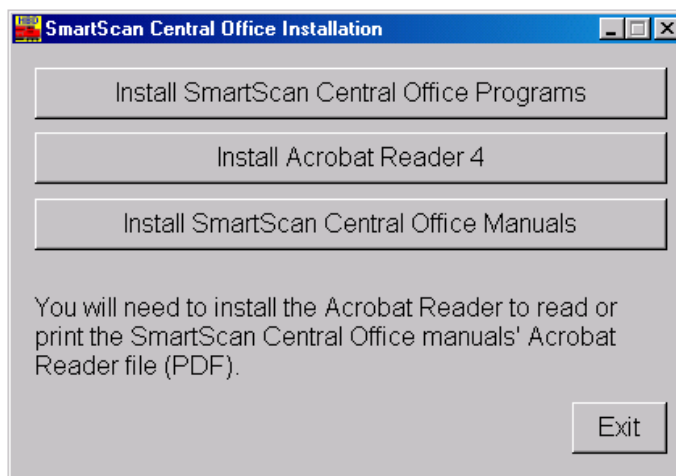 HBD
SmartScan Central Office Installation
Install SmartScan Central Office Programs
Install Acrobat Reader 4
Install SmartScan Central Office Manuals
You will need to install the Acrobat Reader to read or
print the SmartScan Central Office manuals' Acrobat
Reader file (PDF).
Exit